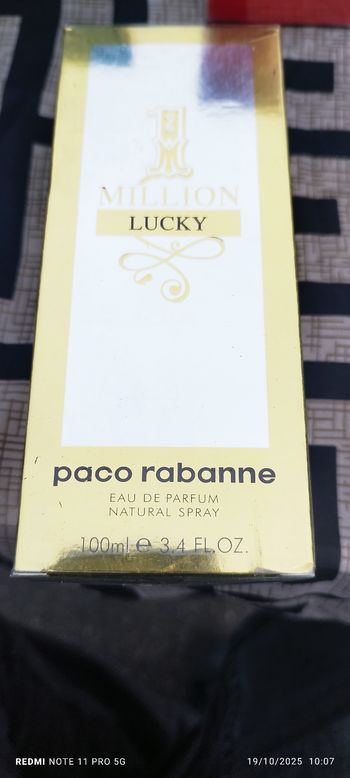 1
MILLION
LUCKY
paco rabanne
EAU DE PARFUM
NATURAL SPRAY
100ml e 3.4 FL.OZ.
REDMI NOTE 11 PRO 5G
19/10/2025 10:07